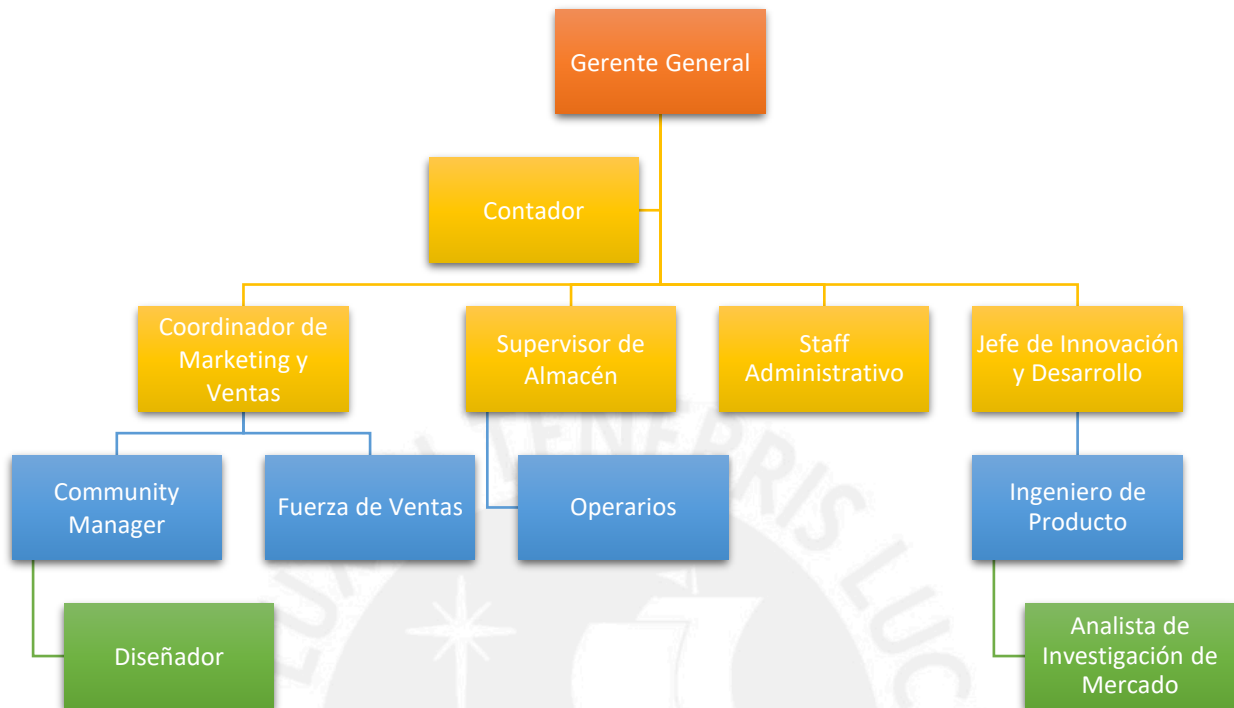 Gerente General
Contador
Coordinador de
Marketing y
Ventas
Supervisor de
Almacén
Staff
Administrativo
Jefe de Innovación
y Desarrollo
Community
Manager
Fuerza de Ventas
Operarios
Ingeniero de
Producto
Diseñador
Analista de
Investigación de
Mercado
TENEBRIS